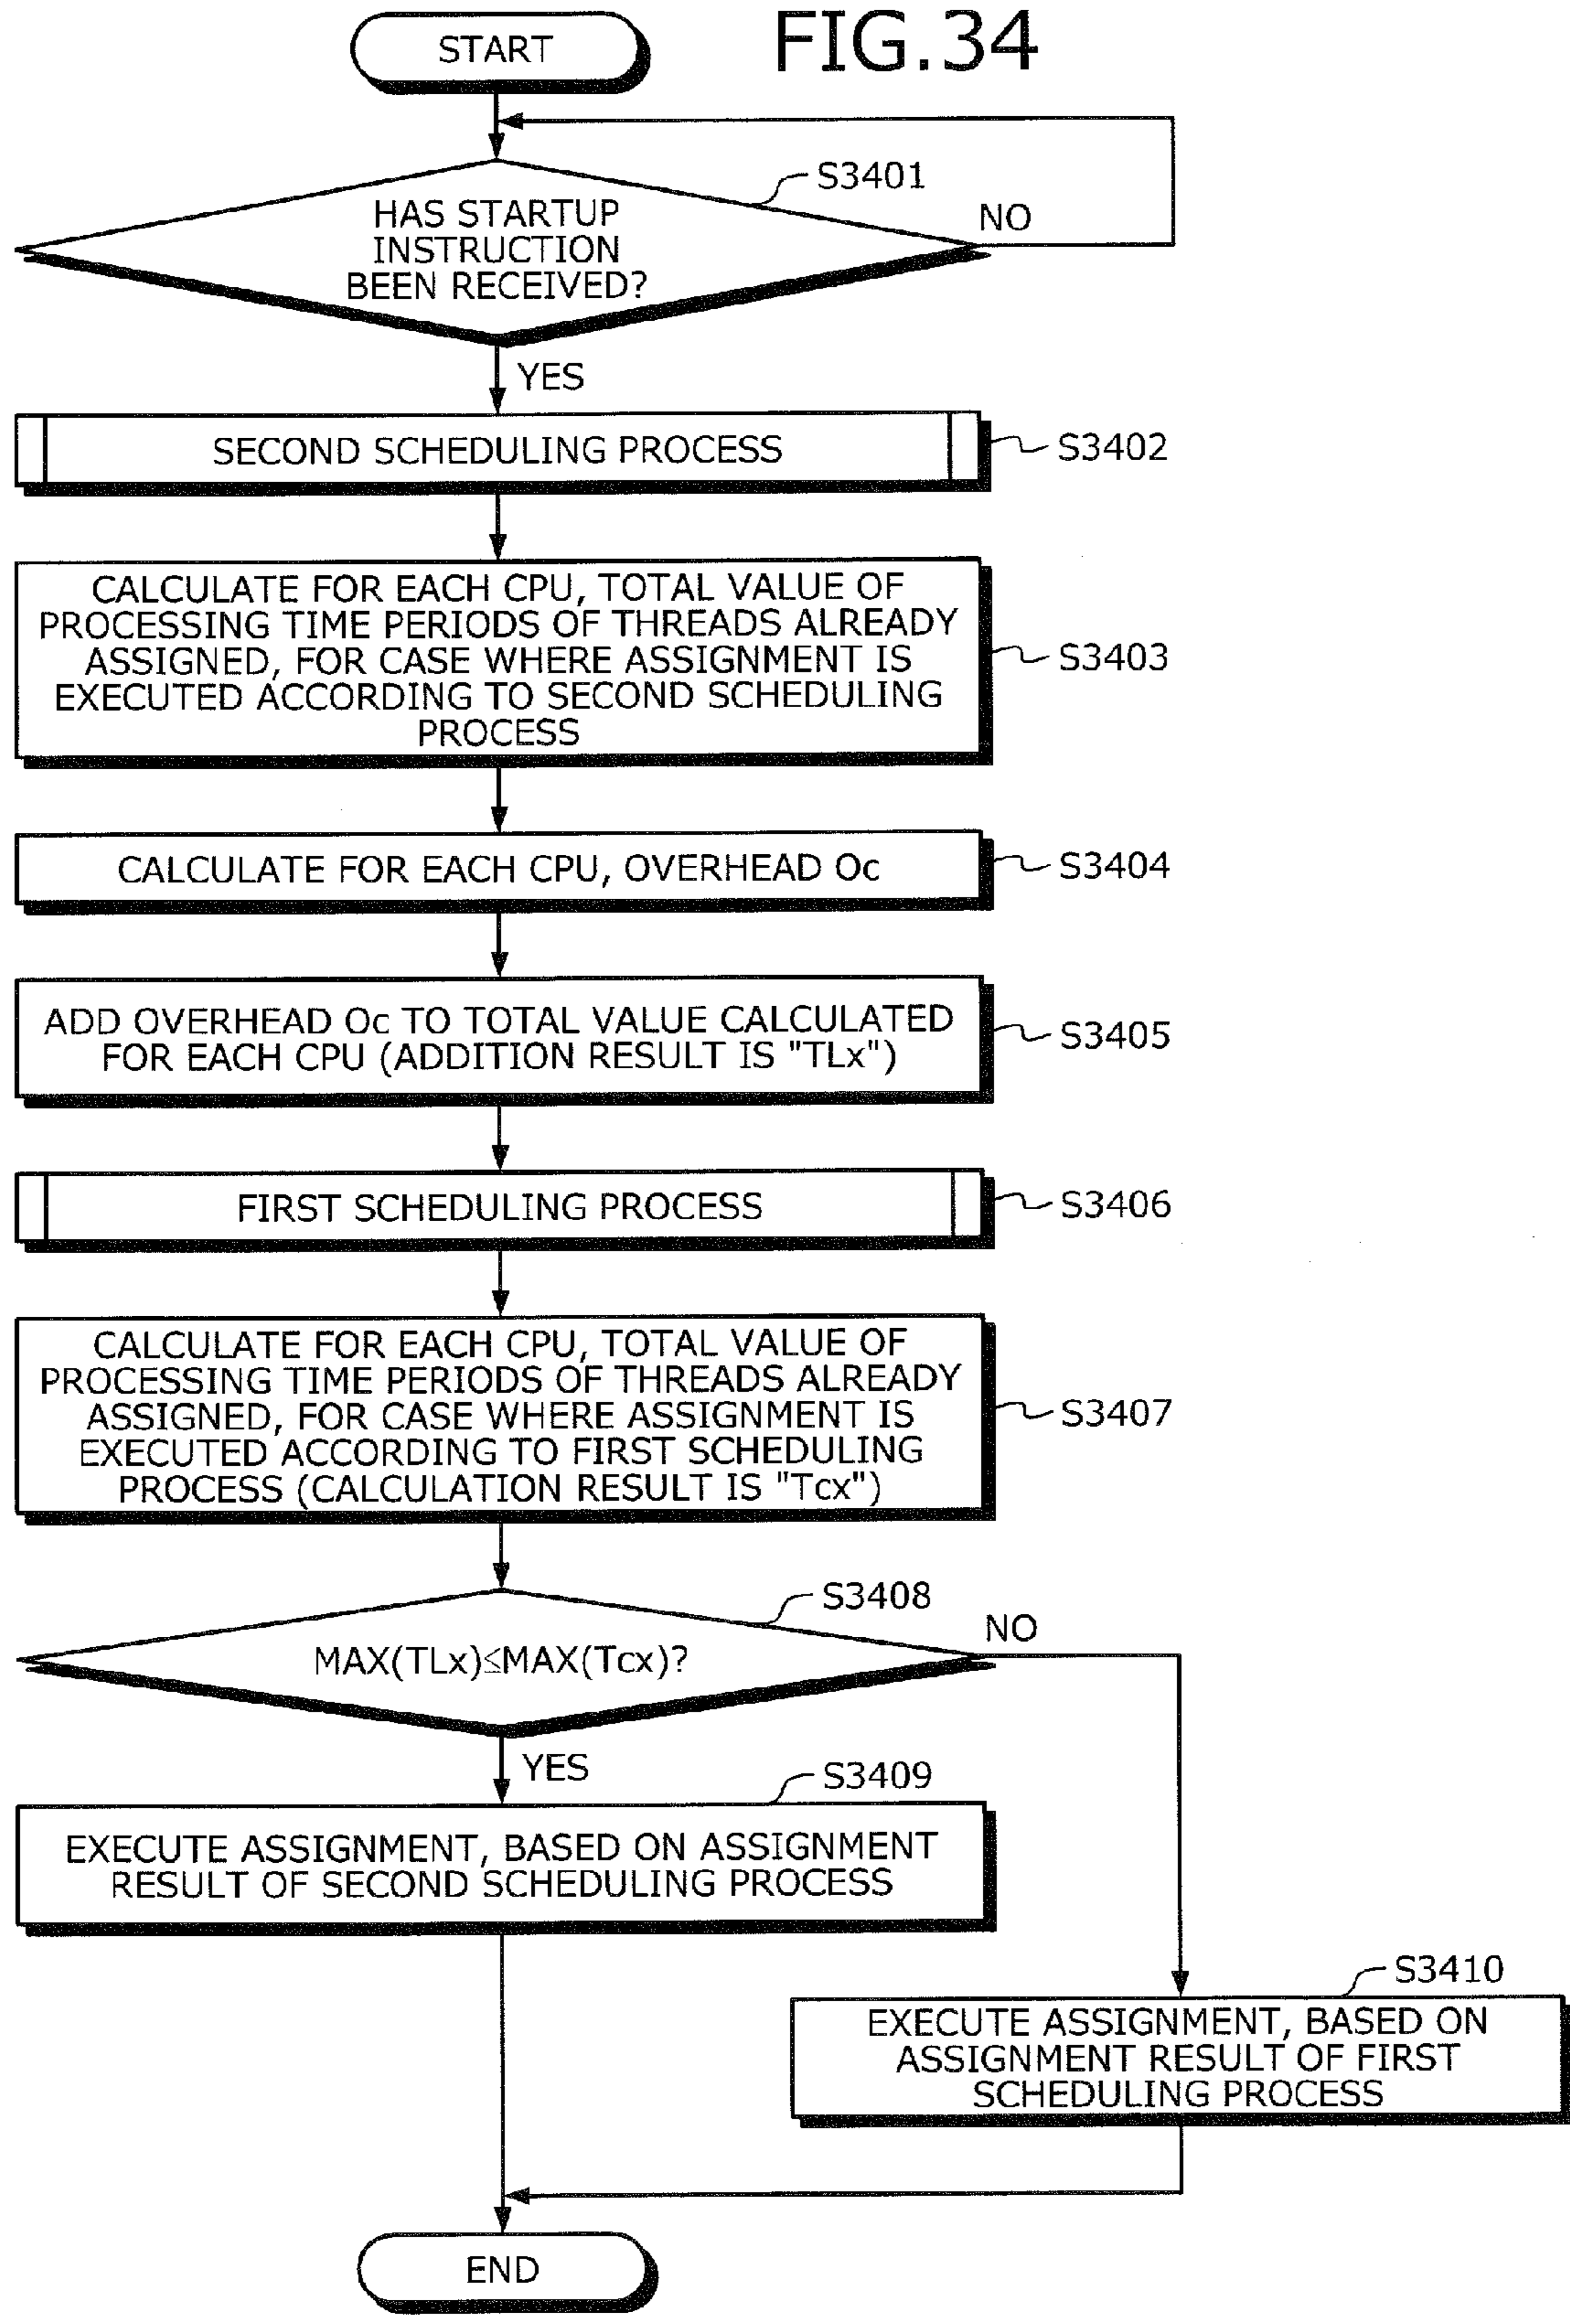 FIG.34
START
S3401
HAS STARTUP
INSTRUCTION
BEEN RECEIVED?
NO
YES
SECOND SCHEDULING PROCESS
S3402
CALCULATE FOR EACH CPU, TOTAL VALUE OF
PROCESSING TIME PERIODS OF THREADS ALREADY
ASSIGNED, FOR CASE WHERE ASSIGNMENT IS
EXECUTED ACCORDING TO SECOND SCHEDULING
PROCESS
S3403
CALCULATE FOR EACH CPU, OVERHEAD Oc
S3404
ADD OVERHEAD Oc TO TOTAL VALUE CALCULATED
FOR EACH CPU (ADDITION RESULT IS "TLx")
S3405
FIRST SCHEDULING PROCESS
S3406
CALCULATE FOR EACH CPU, TOTAL VALUE OF
PROCESSING TIME PERIODS OF THREADS ALREADY
ASSIGNED, FOR CASE WHERE ASSIGNMENT IS
EXECUTED ACCORDING TO FIRST SCHEDULING
PROCESS (CALCULATION RESULT IS "Tcx")
S3407
S3408
MAX(TLx)≤MAX(Tcx)?
NO
YES
S3409
EXECUTE ASSIGNMENT, BASED ON ASSIGNMENT
RESULT OF SECOND SCHEDULING PROCESS
S3410
EXECUTE ASSIGNMENT, BASED ON
ASSIGNMENT RESULT OF FIRST
SCHEDULING PROCESS
END